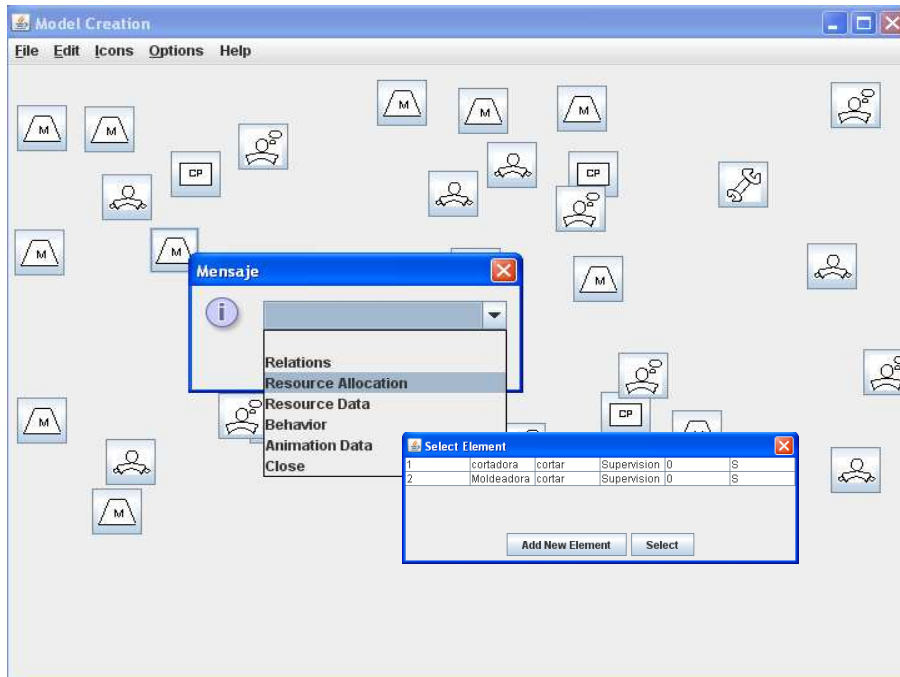 Model Creation
File Edit Icons Options Help
M
M
M
M
M
CP
CP
M
M
Mensaje
M
i
Relations
Resource Allocation
Resource Data
Behavior
Animation Data
Close
M
CP
Select Element
1 cortadora cortar Supervision 0 S
2 Moldeadora cortar Supervision 0 S
M
Add New Element Select